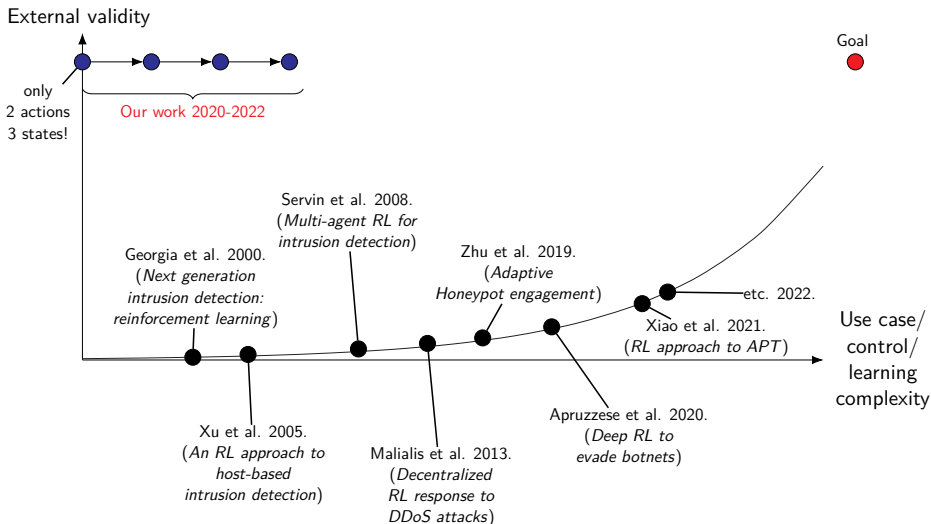 External validity
Goal
only
2 actions
3 states!
Our work 2020-2022
Servin et al. 2008.
(Multi-agent RL for
intrusion detection)
Georgia et al. 2000.
(Next generation
intrusion detection:
reinforcement learning)
Zhu et al. 2019.
(Adaptive
Honeypot engagement)
etc. 2022.
Xiao et al. 2021.
(RL approach to APT)
Use case/
control/
learning
complexity
Xu et al. 2005.
(An RL approach to
host-based
intrusion detection)
Malialis et al. 2013.
(Decentralized
RL response to
DDoS attacks)
Apruzzese et al. 2020.
(Deep RL to
evade botnets)